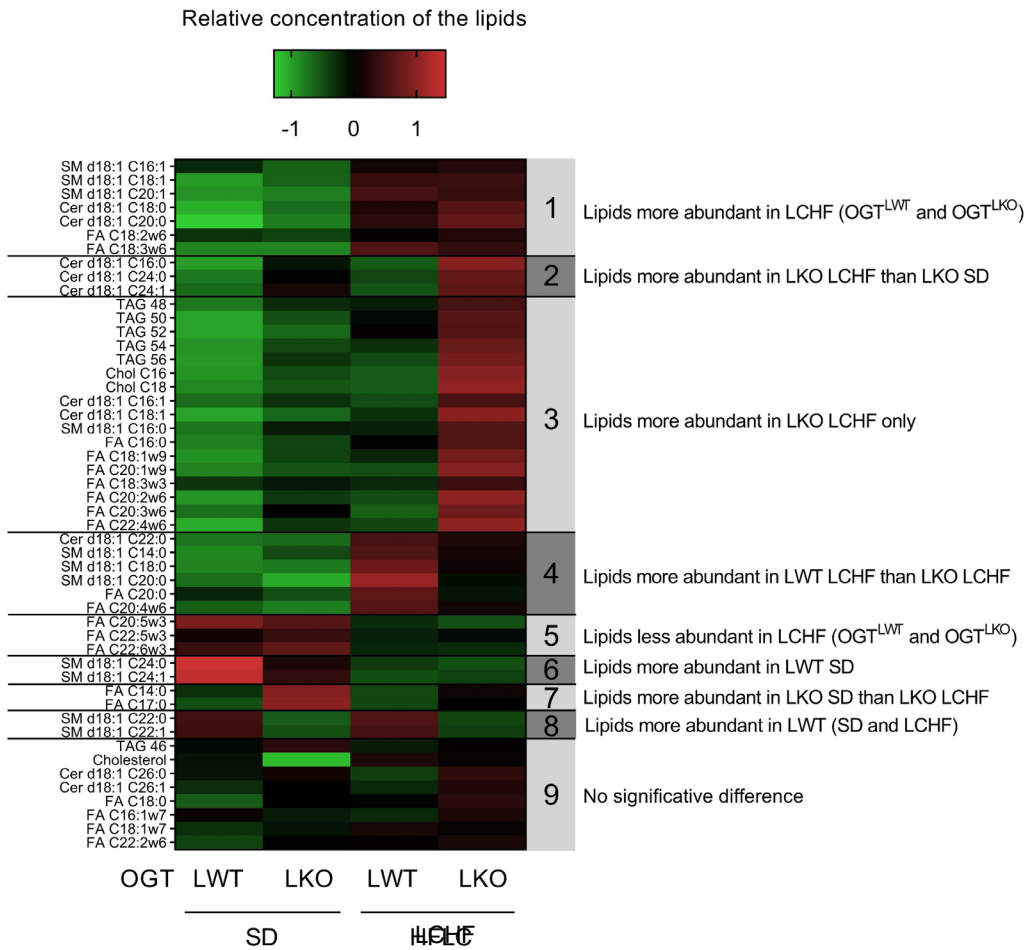 Relative concentration of the lipids
-1 0 1
SM d18:1 C16:1
SM d18:1 C18:1
SM d18:1 C20:1
Cer d18:1 C18:0
Cer d18:1 C20:0
FA C18:2w6
FA C18:3w6
1 Lipids more abundant in LCHF (OGT^LWT and OGT^LKO)
Cer d18:1 C16:0
Cer d18:1 C24:0
Cer d18:1 C24:1
2 Lipids more abundant in LKO LCHF than LKO SD
TAG 48
TAG 50
TAG 52
TAG 54
TAG 56
Chol C16
Chol C18
Cer d18:1 C16:1
Cer d18:1 C18:1
SM d18:1 C16:0
FA C16:0
FA C18:1w9
FA C20:1w9
FA C18:3w3
FA C20:2w6
FA C20:3w6
FA C22:4w6
3 Lipids more abundant in LKO LCHF only
Cer d18:1 C22:0
SM d18:1 C14:0
SM d18:1 C18:0
SM d18:1 C20:0
FA C20:0
FA C20:4w6
4 Lipids more abundant in LWT LCHF than LKO LCHF
FA C20:5w3
FA C22:5w3
FA C22:6w3
5 Lipids less abundant in LCHF (OGT^LWT and OGT^LKO)
SM d18:1 C24:0
SM d18:1 C24:1
6 Lipids more abundant in LWT SD
FA C14:0
FA C17:0
7 Lipids more abundant in LKO SD than LKO LCHF
SM d18:1 C22:0
SM d18:1 C22:1
8 Lipids more abundant in LWT (SD and LCHF)
TAG 46
Cholesterol
Cer d18:1 C26:0
Cer d18:1 C26:1
FA C18:0
FA C16:1w7
FA C18:1w7
FA C22:2w6
9 No significative difference
OGT LWT LKO LWT LKO
SD